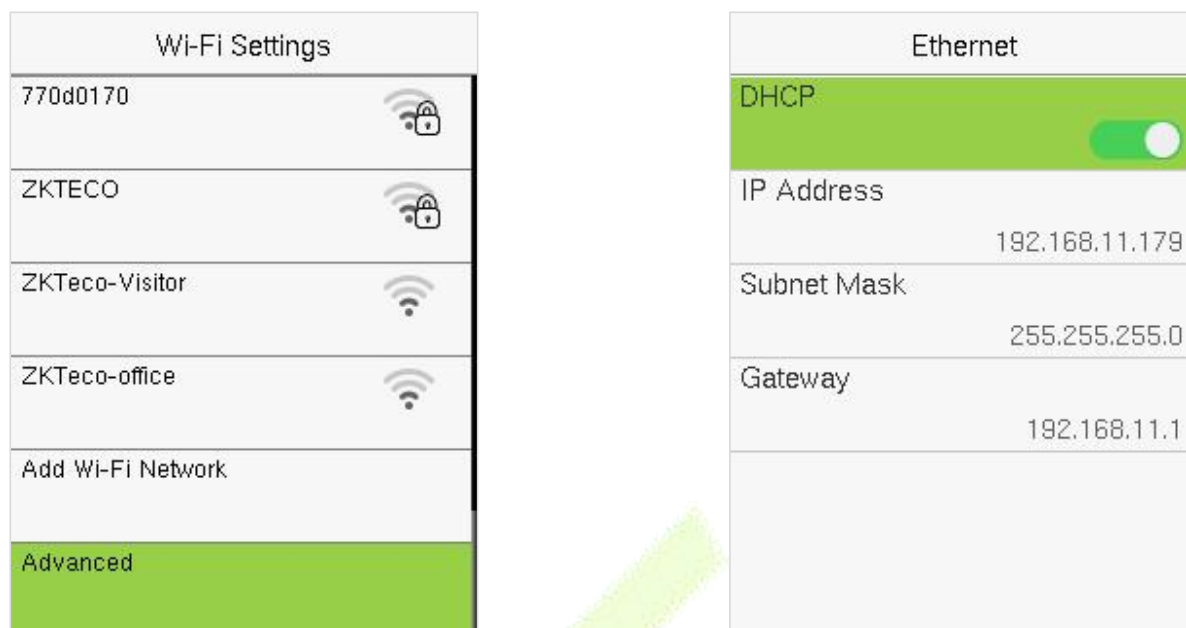 Wi-Fi Settings
770d0170
ZKTECO
ZKTeco-Visitor
ZKTeco-office
Add Wi-Fi Network
Advanced
Ethernet
DHCP
IP Address
192.168.11.179
Subnet Mask
255.255.255.0
Gateway
192.168.11.1